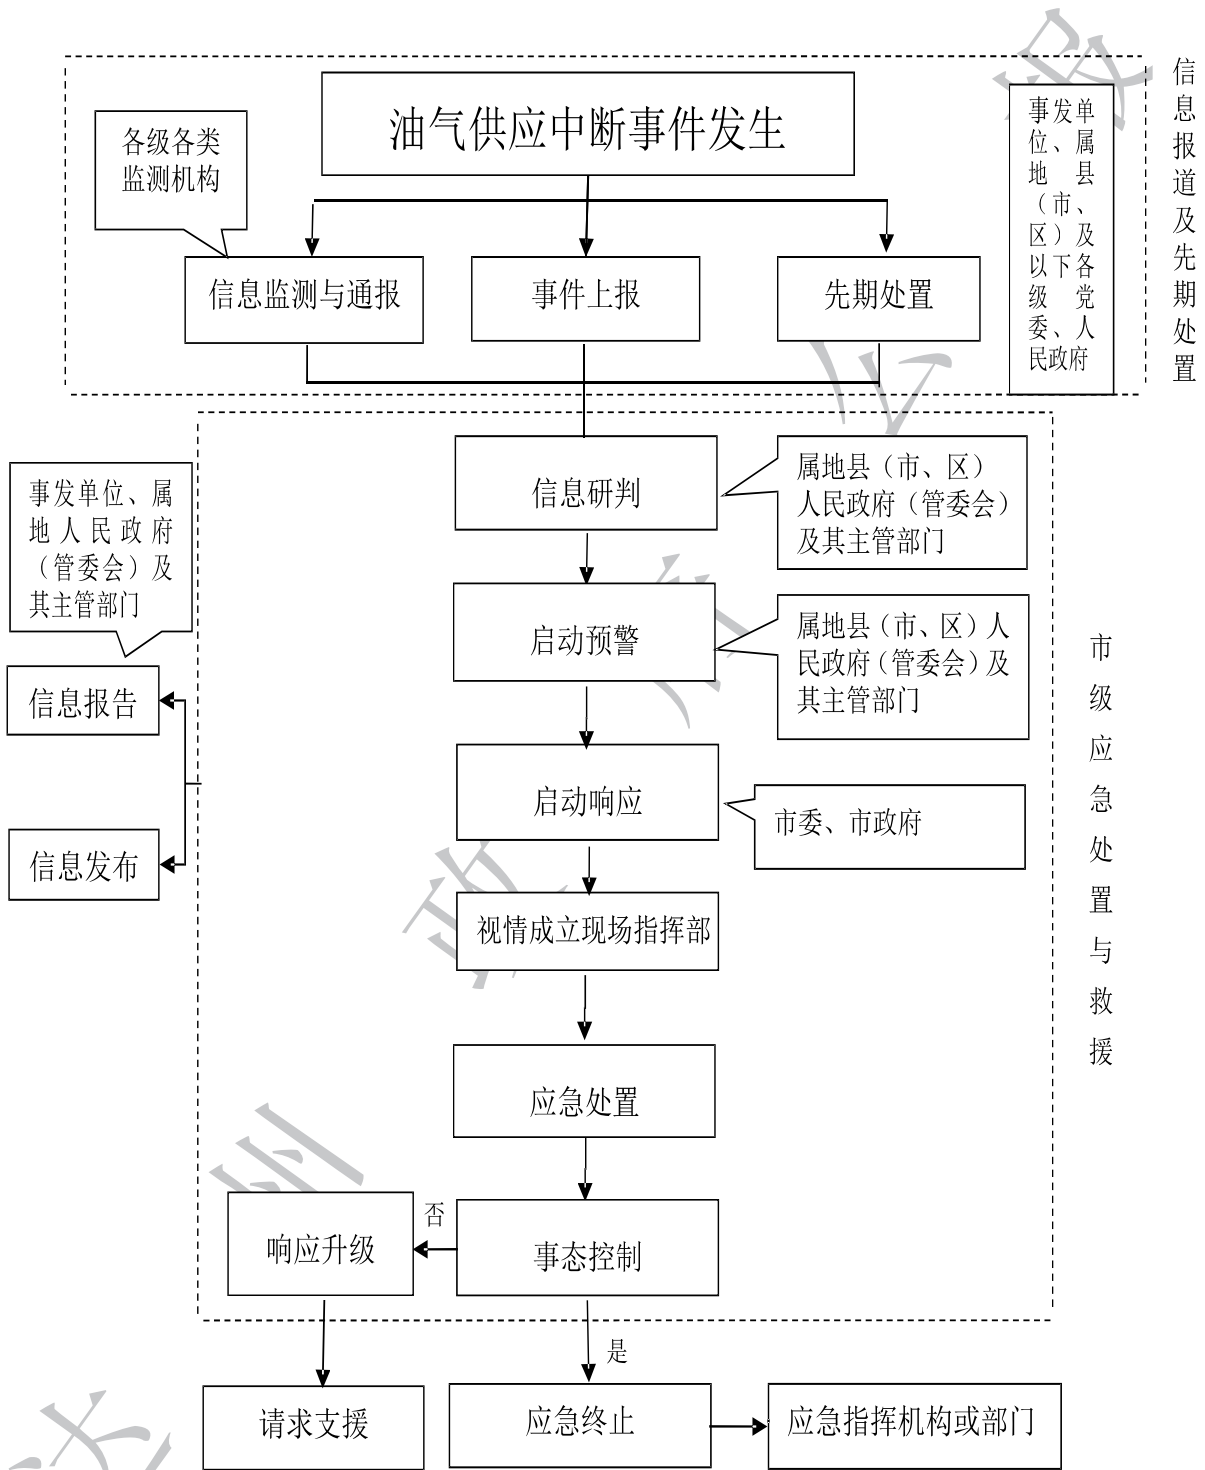 油气供应中断事件发生
各级各类
监测机构
事发单
位、属
地县
（市、
区）及
以下各
级党
委、人
民政府
信息报道及先期处置
信息监测与通报
事件上报
先期处置
信息研判
属地县（市、区）
人民政府（管委会）
及其主管部门
事发单位、属
地人民政府
（管委会）及
其主管部门
启动预警
属地县（市、区）人
民政府（管委会）及
其主管部门
市级应急处置与救援
信息报告
启动响应
市委、市政府
信息发布
视情成立现场指挥部
应急处置
响应升级
否
事态控制
是
请求支援
应急终止
应急指挥机构或部门